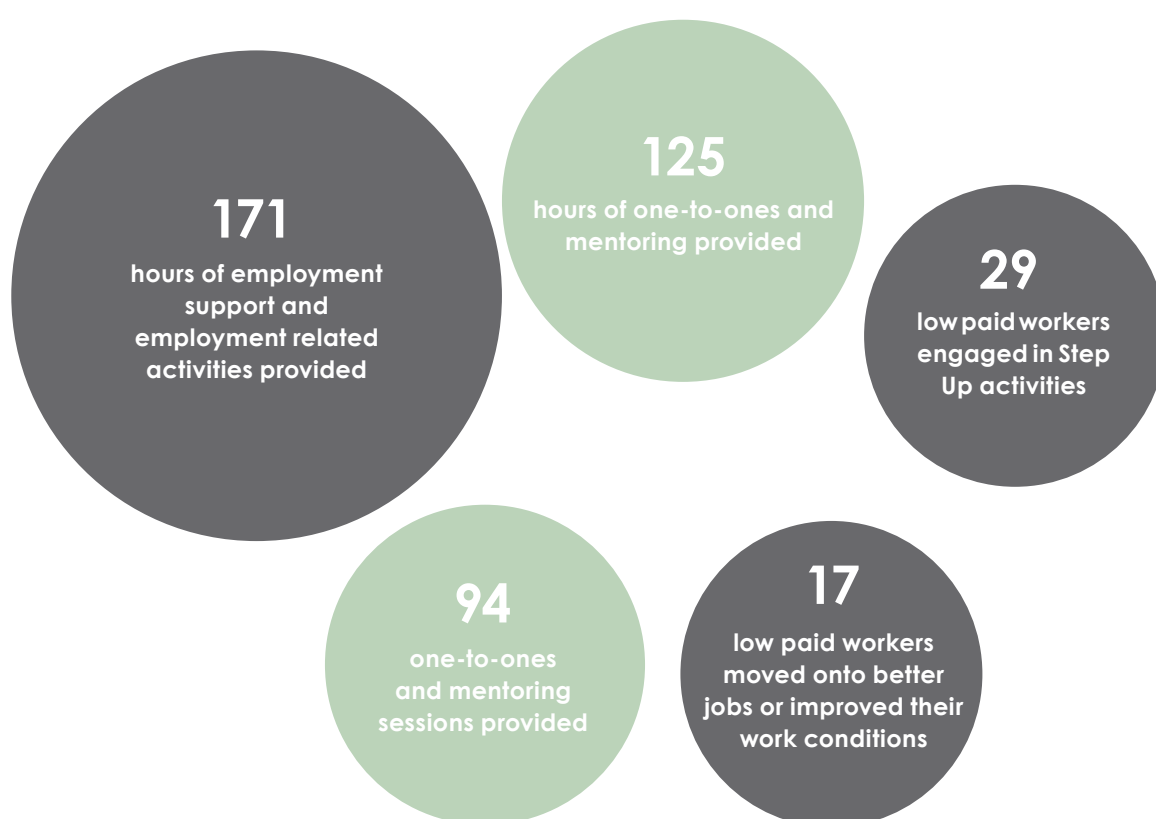 171
hours of employment
support and
employment related
activities provided
125
hours of one-to-ones and
mentoring provided
29
low paid workers
engaged in Step
Up activities
94
one-to-ones
and mentoring
sessions provided
17
low paid workers
moved onto better
jobs or improved their
work conditions